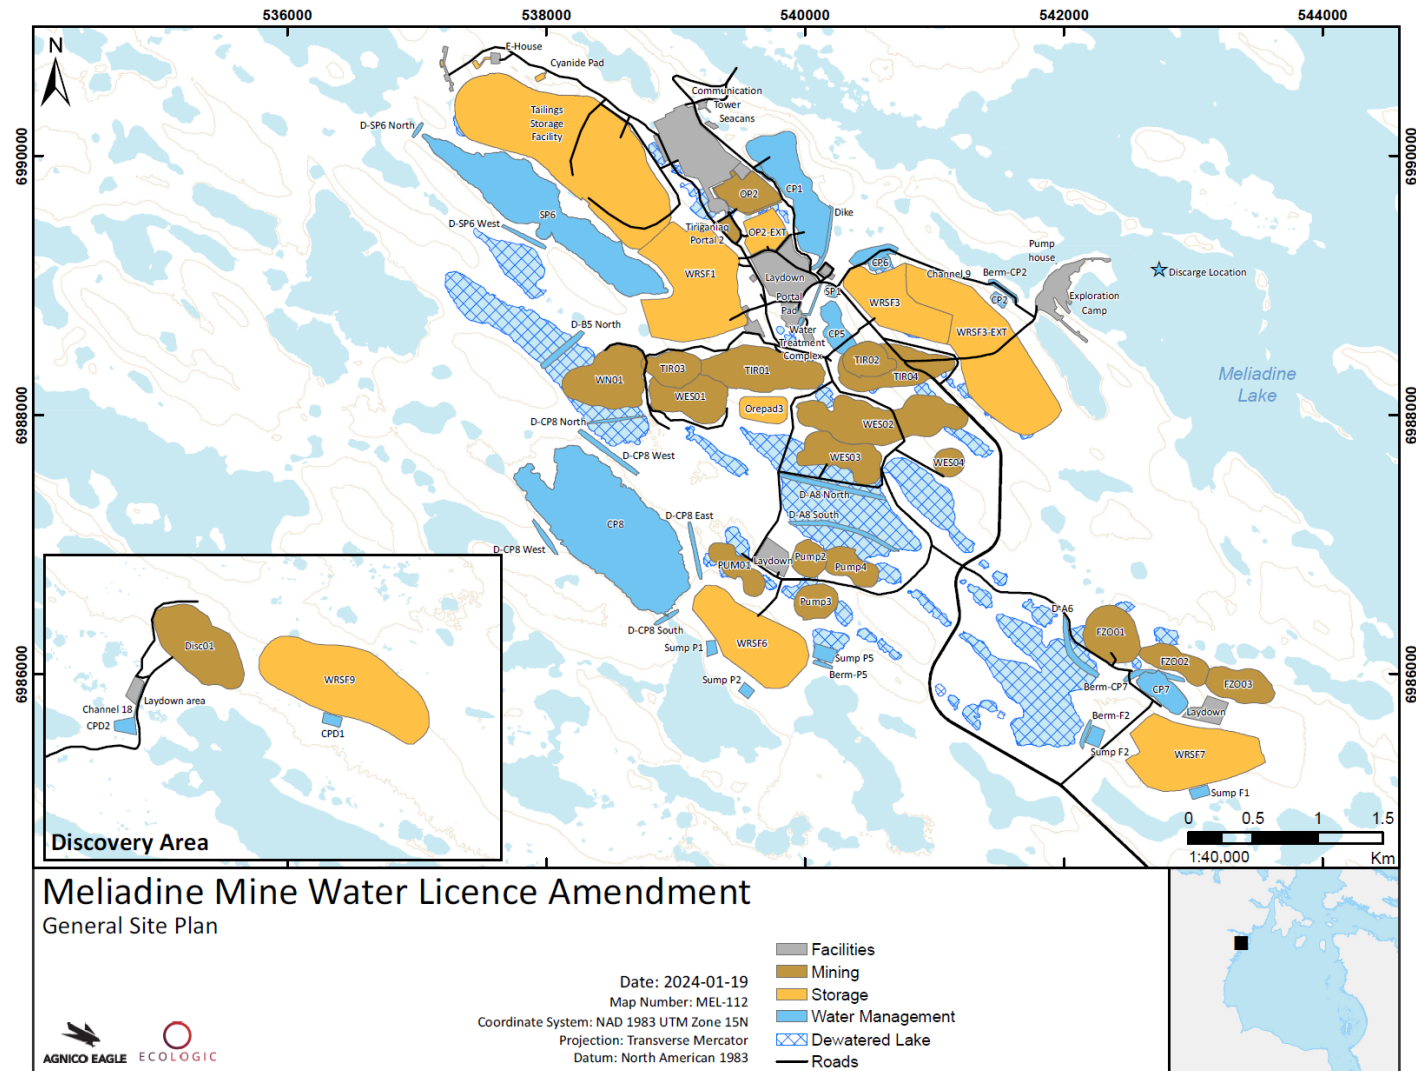 536000
538000
540000
542000
544000
N
E-House
Cyanide Pad
Communication
Tower
Seacans
Tailings
Storage
Facility
D-SP6 North
6990000
6990000
OP2
CP1
SP6
D-SP6 West
Dike
Tiriganiaq
Portal 2
OP2-EXT
Pump
house
WRSF1
Laydown
CP6
Channel 9
Berm-CP2
Discarge Location
SP1
Portal
Pad
WRSF3
CP2
Exploration
Camp
D-B5 North
Water
Treatment
Complex
CP5
WRSF3-EXT
TIR02
TIR03
TIR01
TIR04
WN01
WES01
Meliadine
Lake
6988000
6988000
Orepad3
D-CP8 North
WES02
D-CP8 West
WES03
WES04
D-A8 North
D-A8 South
CP8
D-CP8 East
D-CP8 West
PUM01
Laydown
Pump2
Pump4
Pump3
D-A6
D-CP8 South
FZO01
Sump P1
WRSF6
Sump P5
Berm-P5
FZO02
6986000
6986000
Sump P2
Berm-CP7
CP7
FZO03
Laydown
Berm-F2
Sump F2
WRSF7
Sump F1
Disc01
WRSF9
Laydown area
Channel 18
CPD2
CPD1
Discovery Area
0 0.5 1 1.5
1:40,000 Km
Meliadine Mine Water Licence Amendment
General Site Plan
Date: 2024-01-19
Map Number: MEL-112
Coordinate System: NAD 1983 UTM Zone 15N
Projection: Transverse Mercator
Datum: North American 1983
Facilities
Mining
Storage
Water Management
Dewatered Lake
Roads
AGNICO EAGLE
ECOLOGIC